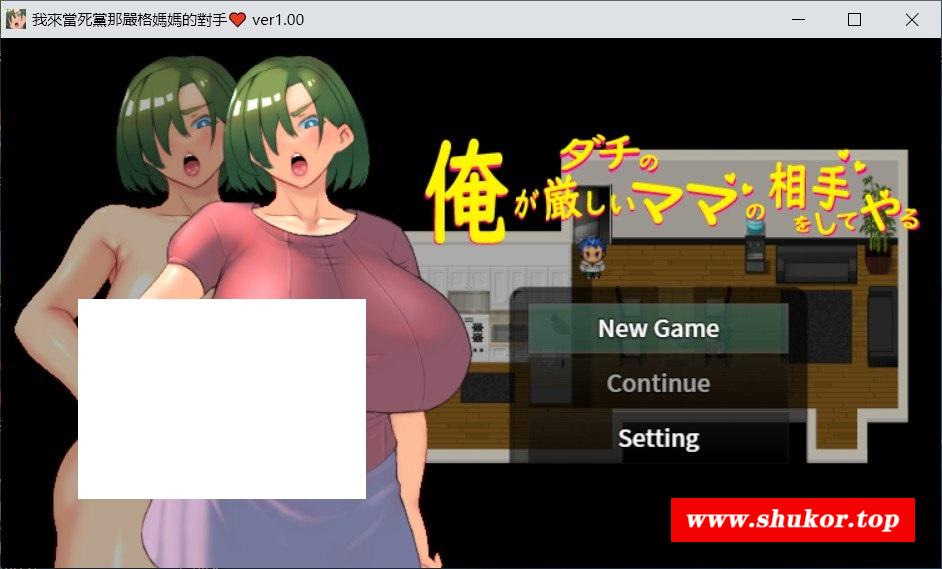 我來當死黨那嚴格媽媽的對手❤ ver1.00
俺がダチの厳しいママの相手をしてやる
New Game
Continue
Setting
www.shukor.top